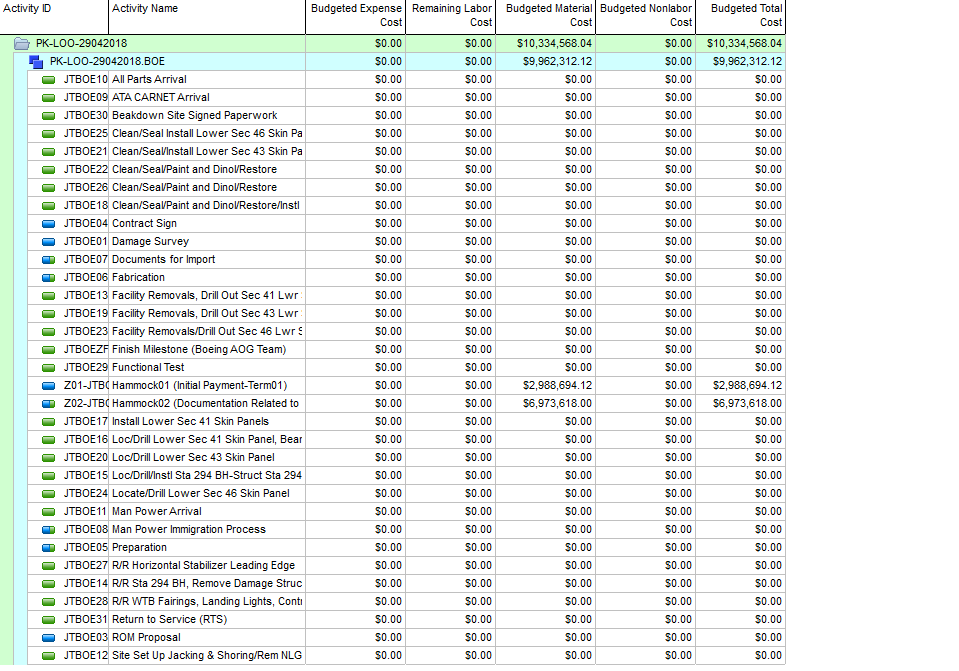 Activity ID Activity Name Budgeted Expense Cost Remaining Labor Cost Budgeted Material Cost Budgeted Nonlabor Cost Budgeted Total Cost
PK-LOO-29042018 $0.00 $0.00 $10,334,568.04 $0.00 $10,334,568.04
PK-LOO-29042018.BOE $0.00 $0.00 $9,962,312.12 $0.00 $9,962,312.12
JTBOE10 All Parts Arrival $0.00 $0.00 $0.00 $0.00 $0.00
JTBOE09 ATA CARNET Arrival $0.00 $0.00 $0.00 $0.00 $0.00
JTBOE30 Beakdown Site Signed Paperwork $0.00 $0.00 $0.00 $0.00 $0.00
JTBOE25 Clean/Seal Install Lower Sec 46 Skin Pa $0.00 $0.00 $0.00 $0.00 $0.00
JTBOE21 Clean/Seal/Install Lower Sec 43 Skin Pa $0.00 $0.00 $0.00 $0.00 $0.00
JTBOE22 Clean/Seal/Paint and Dinol/Restore $0.00 $0.00 $0.00 $0.00 $0.00
JTBOE26 Clean/Seal/Paint and Dinol/Restore $0.00 $0.00 $0.00 $0.00 $0.00
JTBOE18 Clean/Seal/Paint and Dinol/Restore/Instl $0.00 $0.00 $0.00 $0.00 $0.00
JTBOE04 Contract Sign $0.00 $0.00 $0.00 $0.00 $0.00
JTBOE01 Damage Survey $0.00 $0.00 $0.00 $0.00 $0.00
JTBOE07 Documents for Import $0.00 $0.00 $0.00 $0.00 $0.00
JTBOE06 Fabrication $0.00 $0.00 $0.00 $0.00 $0.00
JTBOE13 Facility Removals, Drill Out Sec 41 Lwr $0.00 $0.00 $0.00 $0.00 $0.00
JTBOE19 Facility Removals, Drill Out Sec 43 Lwr $0.00 $0.00 $0.00 $0.00 $0.00
JTBOE23 Facility Removals/Drill Out Sec 46 Lwr S $0.00 $0.00 $0.00 $0.00 $0.00
JTBOEZF Finish Milestone (Boeing AOG Team) $0.00 $0.00 $0.00 $0.00 $0.00
JTBOE29 Functional Test $0.00 $0.00 $0.00 $0.00 $0.00
Z01-JTBO Hammock01 (Initial Payment-Term01) $0.00 $0.00 $2,988,694.12 $0.00 $2,988,694.12
Z02-JTBO Hammock02 (Documentation Related to $0.00 $0.00 $6,973,618.00 $0.00 $6,973,618.00
JTBOE17 Install Lower Sec 41 Skin Panels $0.00 $0.00 $0.00 $0.00 $0.00
JTBOE16 Loc/Drill Lower Sec 41 Skin Panel, Bear $0.00 $0.00 $0.00 $0.00 $0.00
JTBOE20 Loc/Drill Lower Sec 43 Skin Panel $0.00 $0.00 $0.00 $0.00 $0.00
JTBOE15 Loc/Drill/Instl Sta 294 BH-Struct Sta 294 $0.00 $0.00 $0.00 $0.00 $0.00
JTBOE24 Locate/Drill Lower Sec 46 Skin Panel $0.00 $0.00 $0.00 $0.00 $0.00
JTBOE11 Man Power Arrival $0.00 $0.00 $0.00 $0.00 $0.00
JTBOE08 Man Power Immigration Process $0.00 $0.00 $0.00 $0.00 $0.00
JTBOE05 Preparation $0.00 $0.00 $0.00 $0.00 $0.00
JTBOE27 R/R Horizontal Stabilizer Leading Edge $0.00 $0.00 $0.00 $0.00 $0.00
JTBOE14 R/R Sta 294 BH, Remove Damage Struc $0.00 $0.00 $0.00 $0.00 $0.00
JTBOE28 R/R WTB Fairings, Landing Lights, Contr $0.00 $0.00 $0.00 $0.00 $0.00
JTBOE31 Return to Service (RTS) $0.00 $0.00 $0.00 $0.00 $0.00
JTBOE03 ROM Proposal $0.00 $0.00 $0.00 $0.00 $0.00
JTBOE12 Site Set Up Jacking & Shoring/Rem NLG $0.00 $0.00 $0.00 $0.00 $0.00